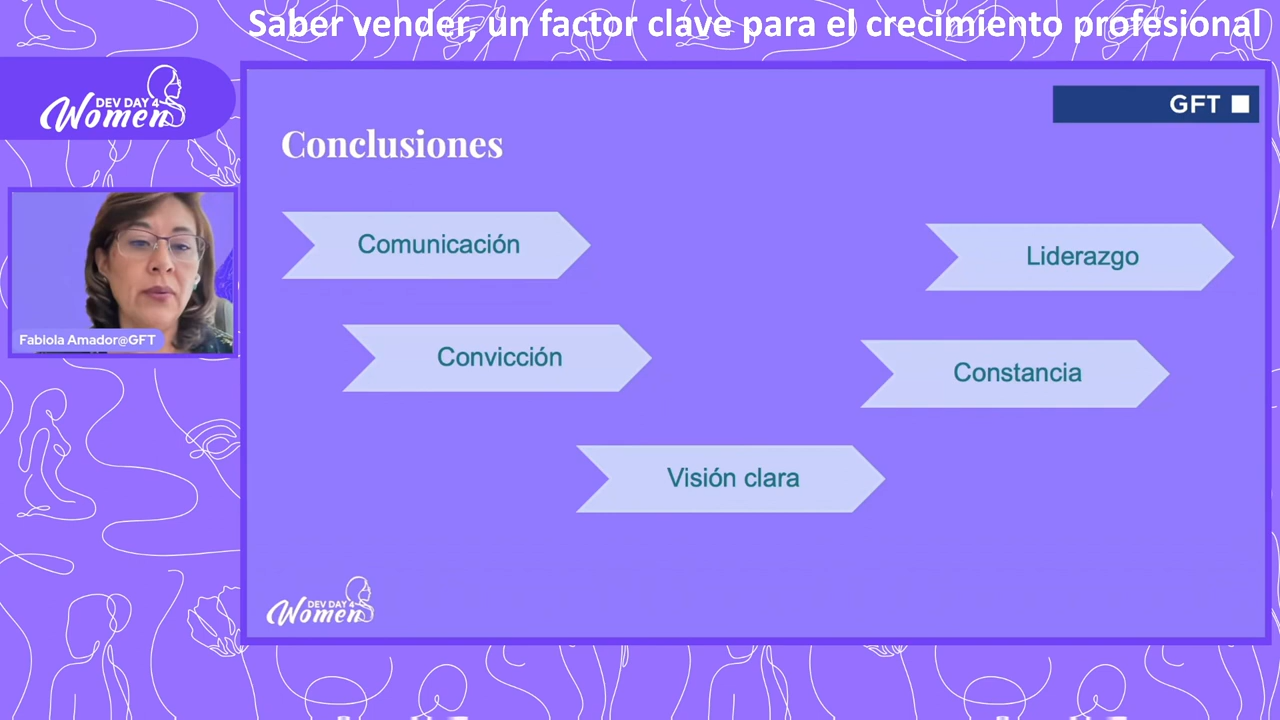 Saber vender, un factor clave para el crecimiento profesional
DEV DAY 4
Women
GFT
Conclusiones
Comunicación
Liderazgo
Convicción
Constancia
Visión clara
Fabiola Amador@GFT
DEV DAY 4
Women